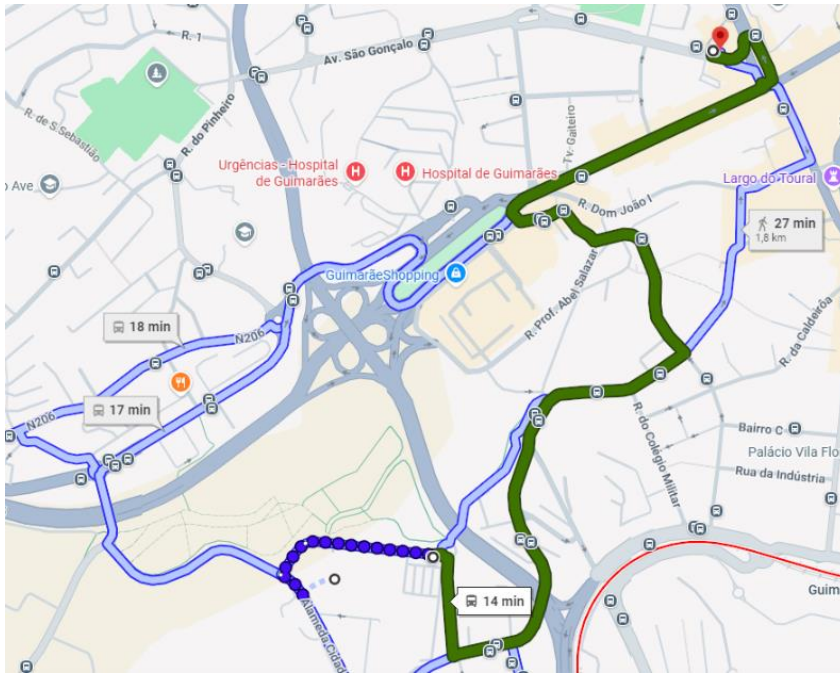 R. 1
Av. São Gonçalo
R. de S.Sebastião
R. do Pinheiro
o Ave
Urgências - Hospital
de Guimarães
H
H
Hospital de Guimarães
Tv. Gaiteiro
Largo do Toural
R. Dom João I
27 min
1,8 km
GuimarãeShopping
R. Prof. Abel Salazar
R. da Caldeirôa
18 min
N206
17 min
N206
R. do Colégio Militar
Bairro C
Palácio Vila Flo
Rua da Indústria
14 min
Alameda Cidad
Guim